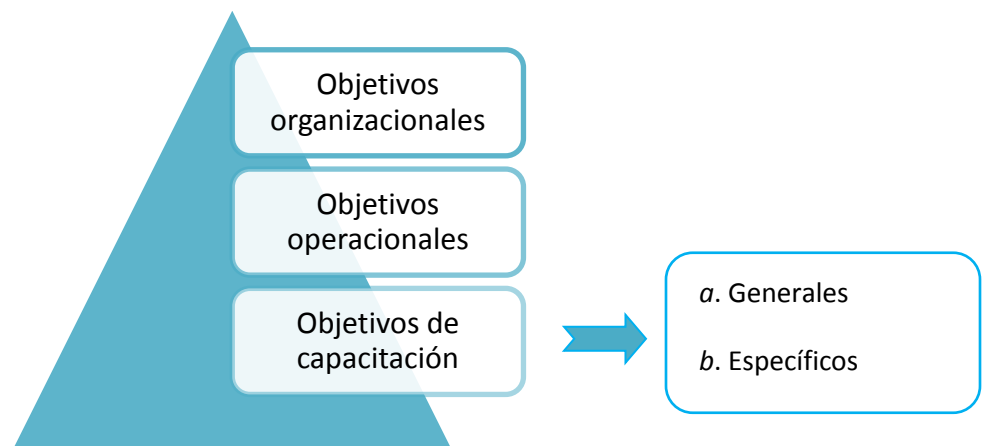 Objetivos
organizacionales
Objetivos
operacionales
Objetivos de
capacitación
a. Generales
b. Específicos